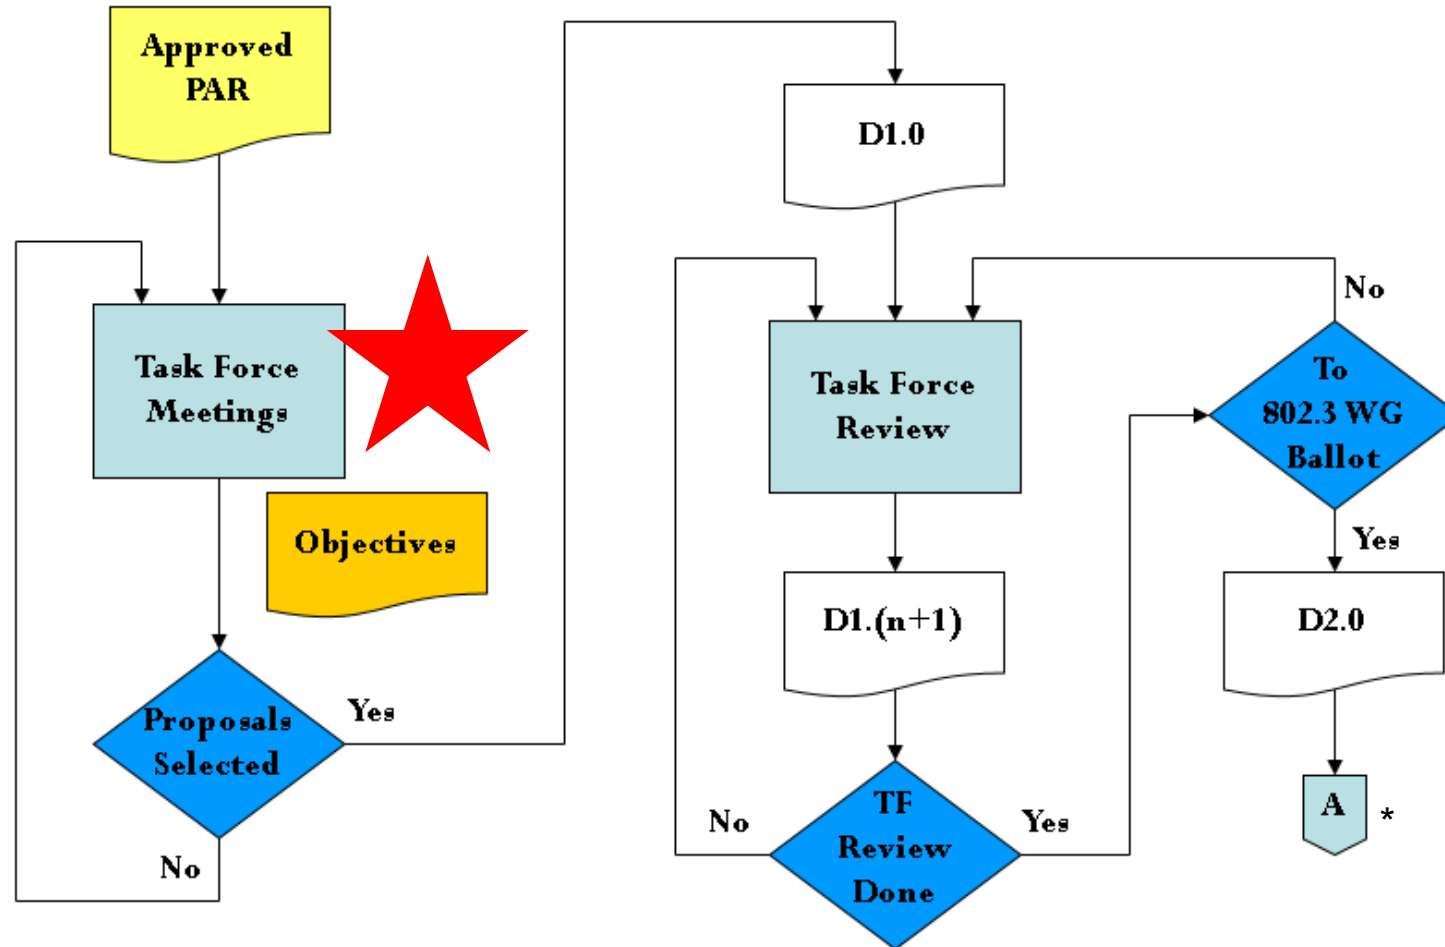 Approved
PAR
Task Force
Meetings
Objectives
Proposals
Selected
Yes
No
D1.0
Task Force
Review
D1.(n+1)
TF
Review
Done
No
Yes
To
802.3 WG
Ballot
No
Yes
D2.0
A *